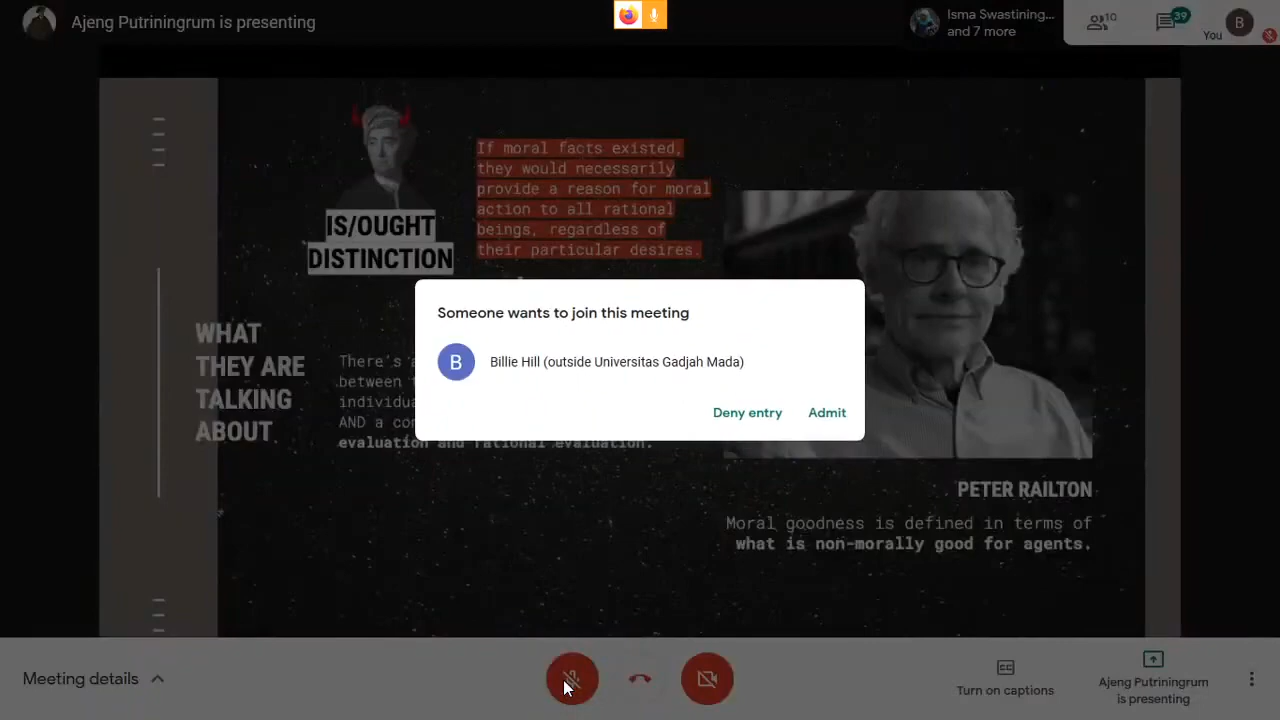 Ajeng Putriningrum is presenting
Isma Swastining...
and 7 more
10
39
You
B
IS/OUGHT
DISTINCTION
If moral facts existed,
they would necessarily
provide a reason for moral
action to all rational
beings, regardless of
their particular desires.
WHAT
THEY ARE
TALKING
ABOUT
There's
between
individua
AND a co
evaluation and rational evaluation.
Someone wants to join this meeting
B
Billie Hill (outside Universitas Gadjah Mada)
Deny entry
Admit
PETER RAILTON
Moral goodness is defined in terms of
what is non-morally good for agents.
Meeting details
Turn on captions
Ajeng Putriningrum
is presenting